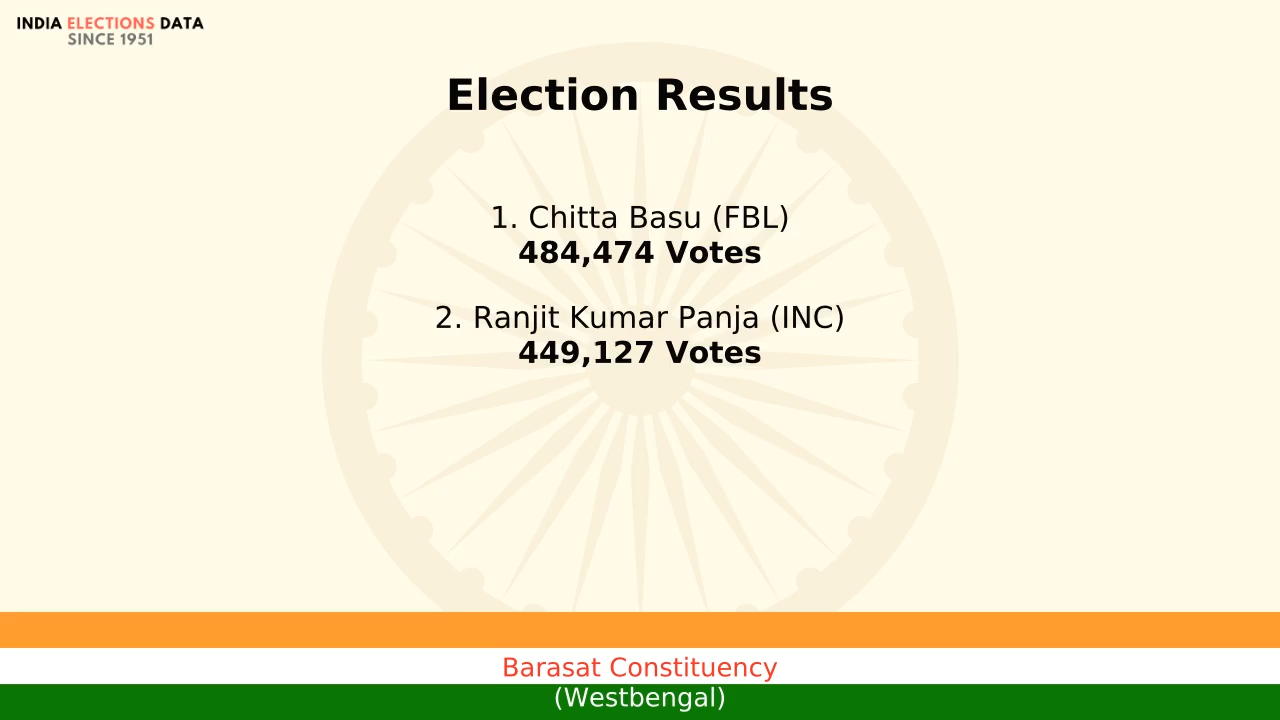 INDIA ELECTIONS DATA
SINCE 1951
Election Results
1. Chitta Basu (FBL)
484,474 Votes
2. Ranjit Kumar Panja (INC)
449,127 Votes
Barasat Constituency
(Westbengal)